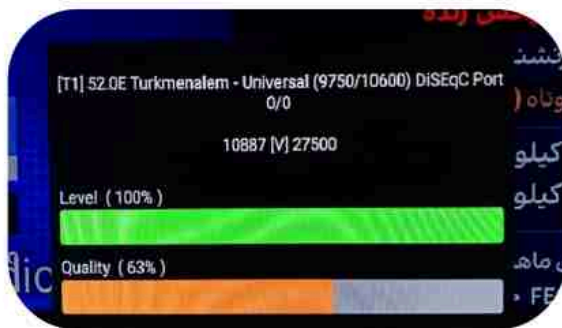 [T1] 52.0E Turkmenalem - Universal (9750/10600) DiSEqC Port
0/0
10887 [V] 27500
Level ( 100% )
Quality ( 63% )
زنده
کیلو
کیلو